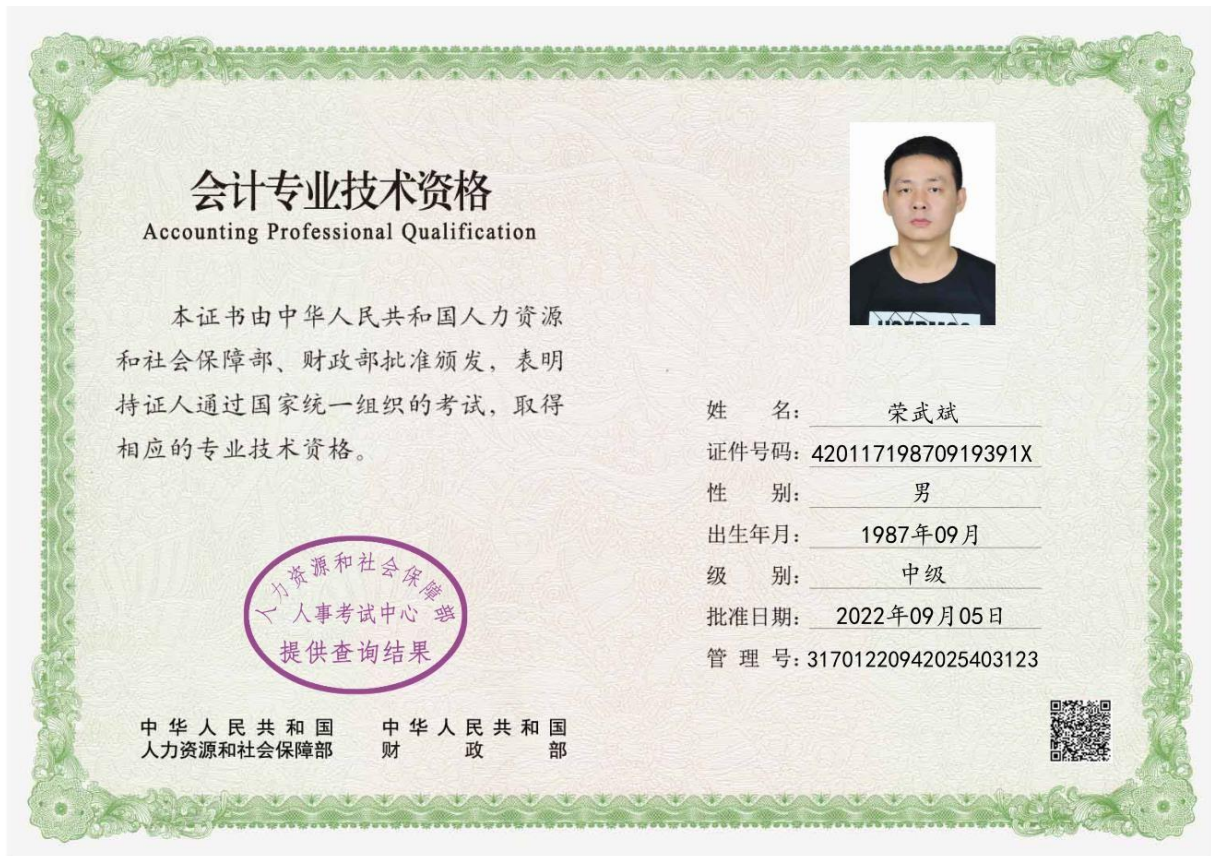 会计专业技术资格
Accounting Professional Qualification
本证书由中华人民共和国人力资源
和社会保障部、财政部批准颁发，表明
持证人通过国家统一组织的考试，取得
相应的专业技术资格。
人力资源和社会保障部
人事考试中心
提供查询结果
中华人民共和国
人力资源和社会保障部
中华人民共和国
财政部
姓名：荣武斌
证件号码：42011719870919391X
性别：男
出生年月：1987年09月
级别：中级
批准日期：2022年09月05日
管理号：31701220942025403123